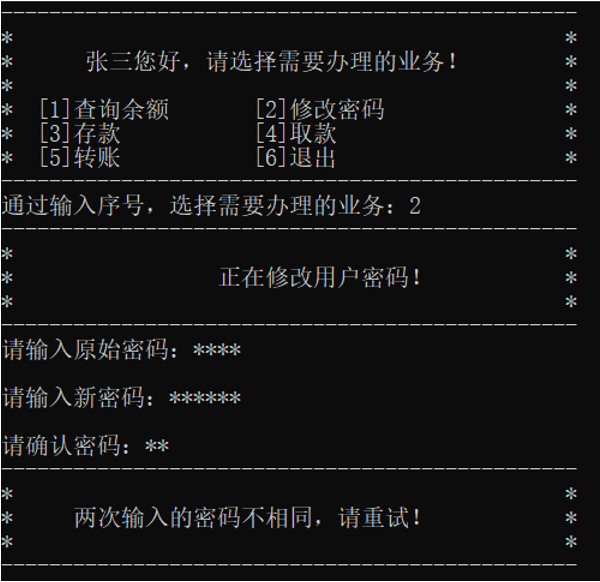 ------------------------------------------------
*                                              *
*      张三您好，请选择需要办理的业务！         *
*                                              *
*  [1]查询余额       [2]修改密码               *
*  [3]存款           [4]取款                   *
*  [5]转账           [6]退出                   *
------------------------------------------------
通过输入序号，选择需要办理的业务：2
------------------------------------------------
*                                              *
*                 正在修改用户密码！            *
*                                              *
------------------------------------------------
请输入原始密码：****
请输入新密码：******
请确认密码：**
------------------------------------------------
*                                              *
*     两次输入的密码不相同，请重试！            *
*                                              *
------------------------------------------------